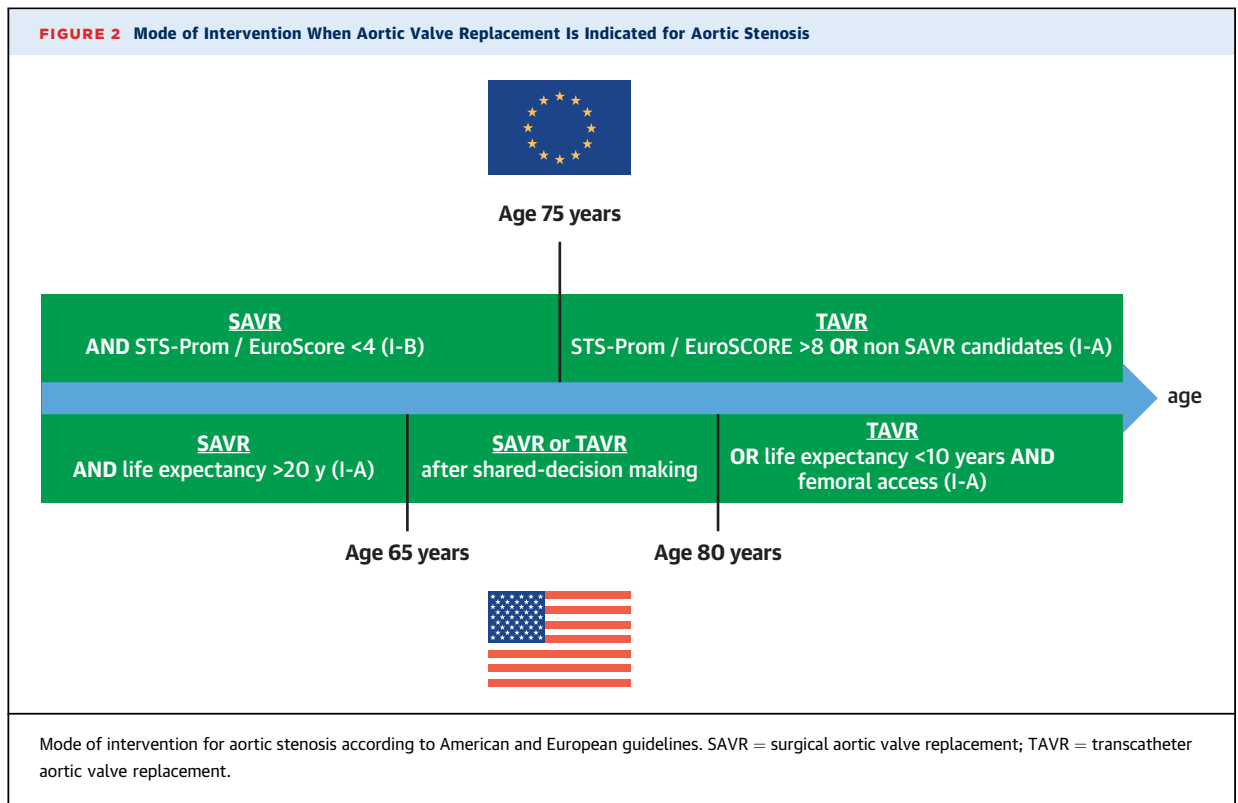 FIGURE 2 Mode of Intervention When Aortic Valve Replacement Is Indicated for Aortic Stenosis
Age 75 years
SAVR
AND STS-Prom / EuroScore <4 (I-B)
TAVR
STS-Prom / EuroSCORE >8 OR non SAVR candidates (I-A)
age
SAVR
AND life expectancy >20 y (I-A)
SAVR or TAVR
after shared-decision making
TAVR
OR life expectancy <10 years AND
femoral access (I-A)
Age 65 years
Age 80 years
Mode of intervention for aortic stenosis according to American and European guidelines. SAVR = surgical aortic valve replacement; TAVR = transcatheter
aortic valve replacement.